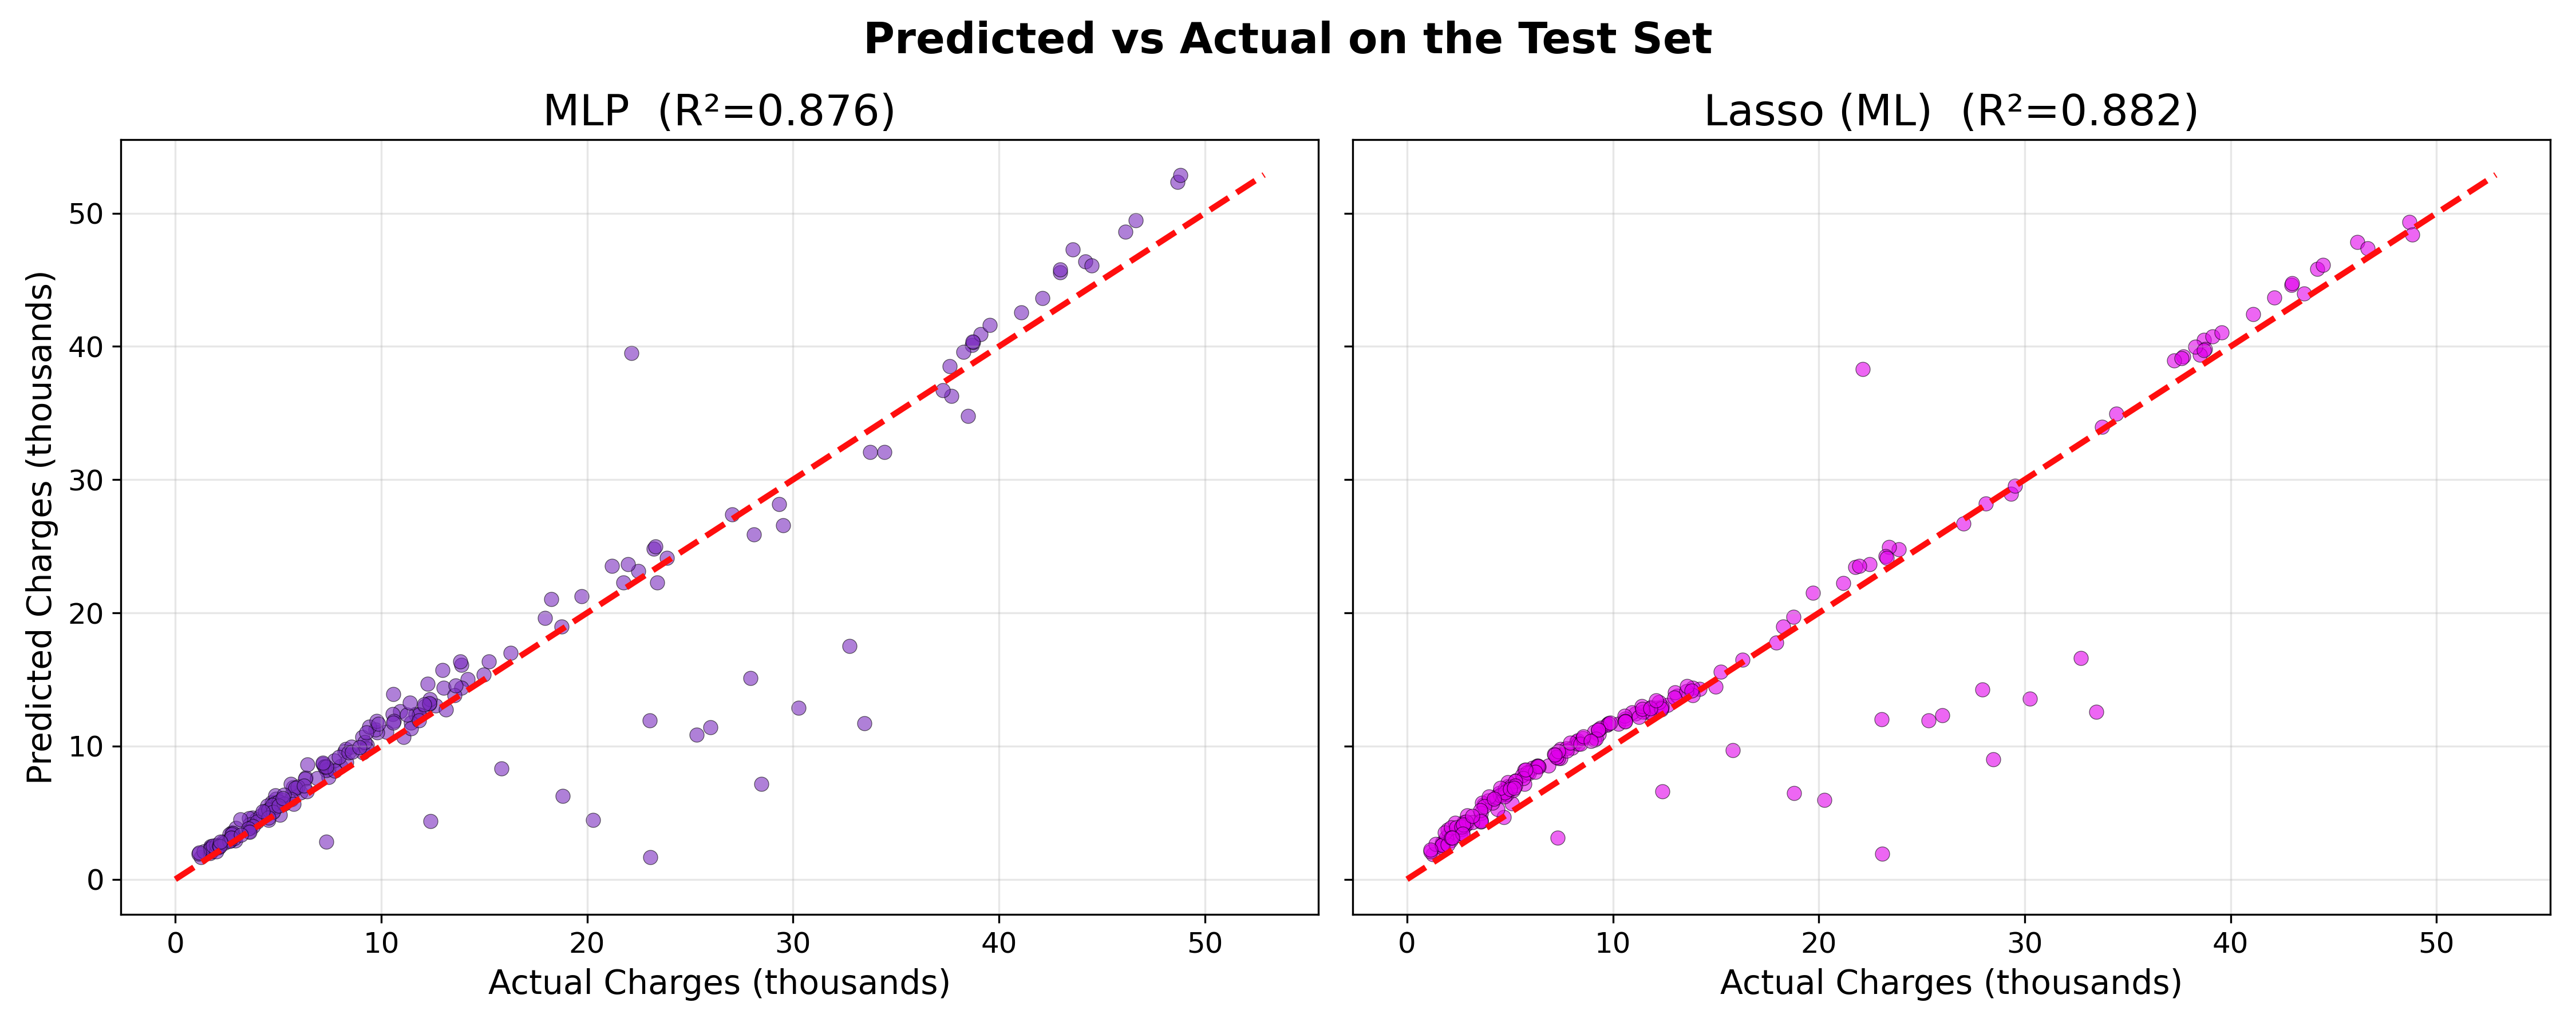 Predicted vs Actual on the Test Set
MLP  (R²=0.876)
Predicted Charges (thousands)
50
40
30
20
10
0
0 10 20 30 40 50
Actual Charges (thousands)
Lasso (ML)  (R²=0.882)
0 10 20 30 40 50
Actual Charges (thousands)